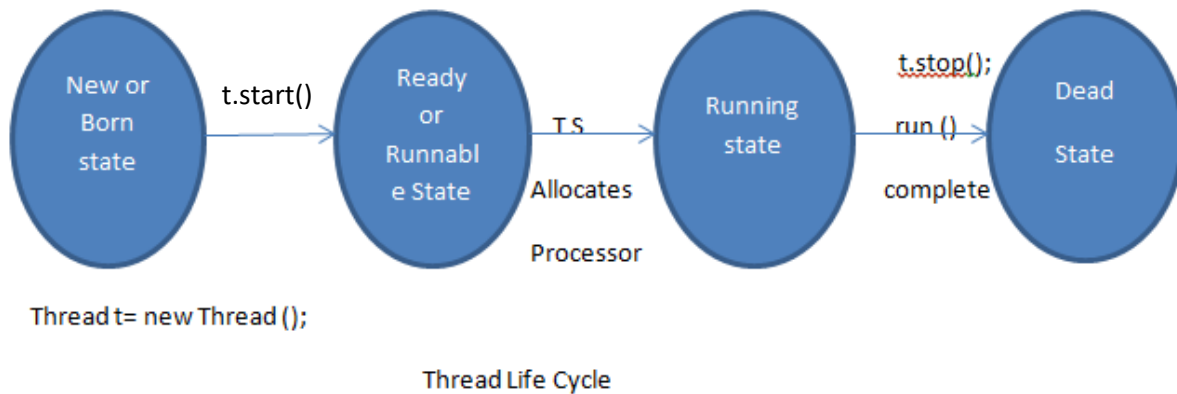 New or
Born
state
t.start()
Ready
or
Runnabl
e State
T S
Allocates
Processor
Running
state
t.stop();
run ()
complete
Dead
State
Thread t= new Thread ();
Thread Life Cycle